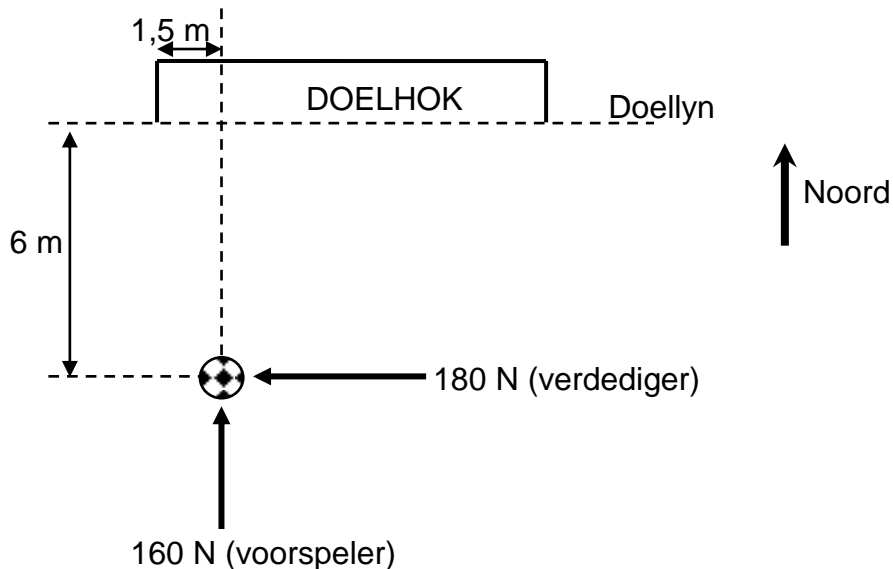 1,5 m
DOELHOK
Doellyn
Noord
6 m
180 N (verdediger)
160 N (voorspeler)